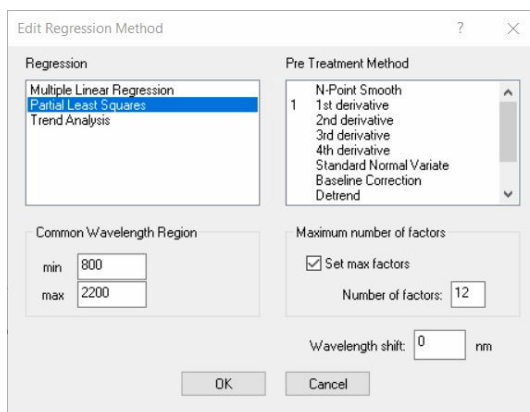 Edit Regression Method ? ×
Regression
Multiple Linear Regression
Partial Least Squares
Trend Analysis
Pre Treatment Method
N-Point Smooth
1 1st derivative
2nd derivative
3rd derivative
4th derivative
Standard Normal Variate
Baseline Correction
Detrend
Common Wavelength Region
min 800
max 2200
Maximum number of factors
Set max factors
Number of factors: 12
Wavelength shift: 0 nm
OK Cancel